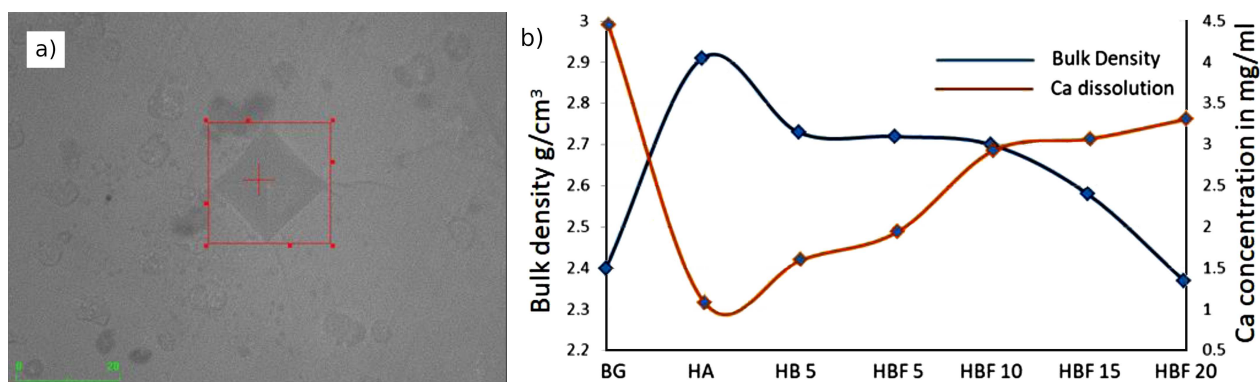 a)
0 20
b)
Bulk density g/cm³
3
2.9
2.8
2.7
2.6
2.5
2.4
2.3
2.2
Bulk Density
Ca dissolution
4.5
4
3.5
3
2.5
2
1.5
1
0.5
Ca concentration in mg/ml
BG HA HB 5 HBF 5 HBF 10 HBF 15 HBF 20